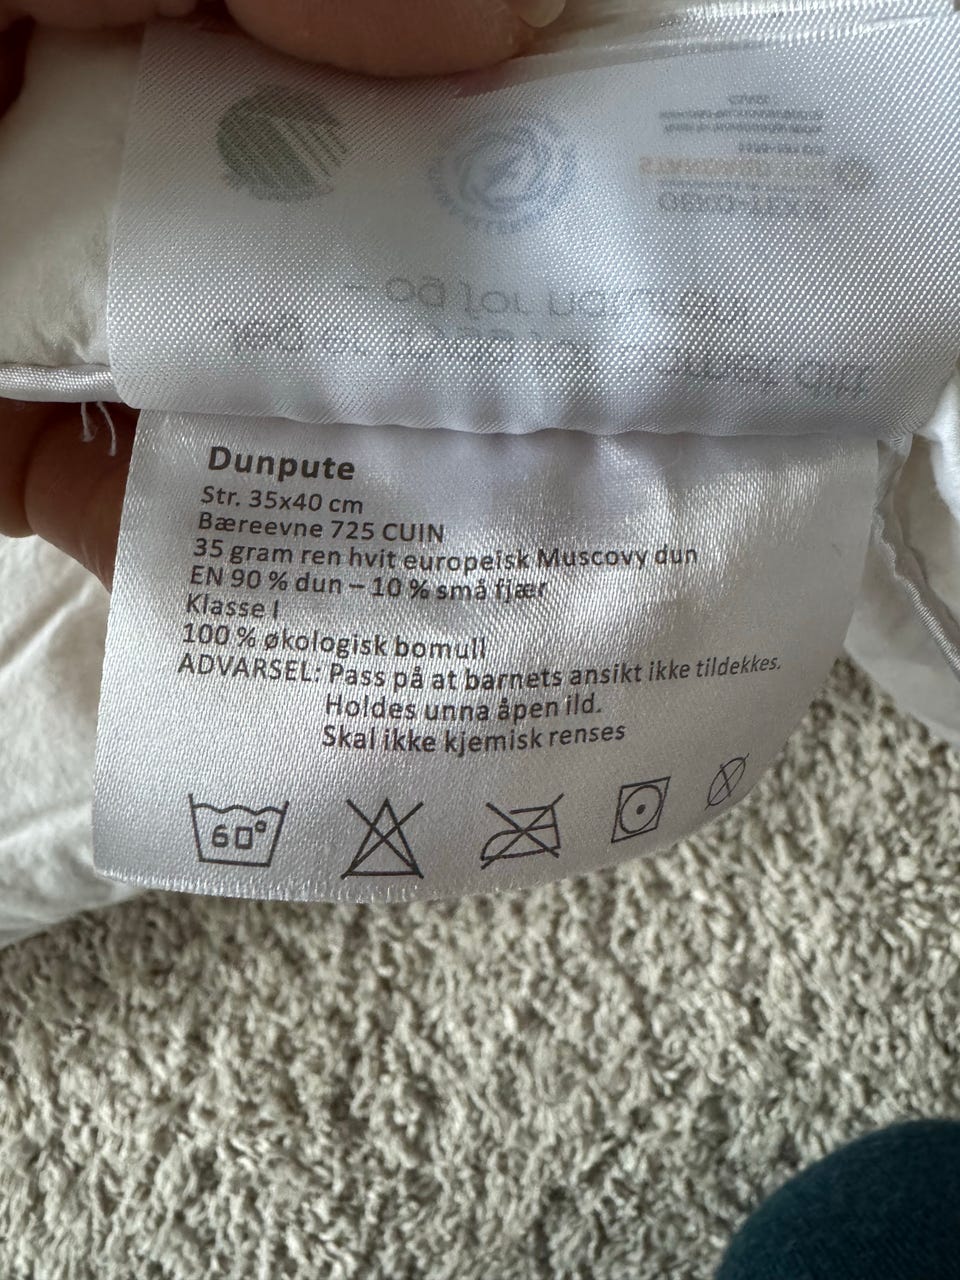 Dunpute
Str. 35x40 cm
Bæreevne 725 CUIN
35 gram ren hvit europeisk Muscovy dun
EN 90 % dun – 10 % små fjær
Klasse I
100 % økologisk bomull
ADVARSEL: Pass på at barnets ansikt ikke tildekkes.
Holdes unna åpen ild.
Skal ikke kjemisk renses
60°